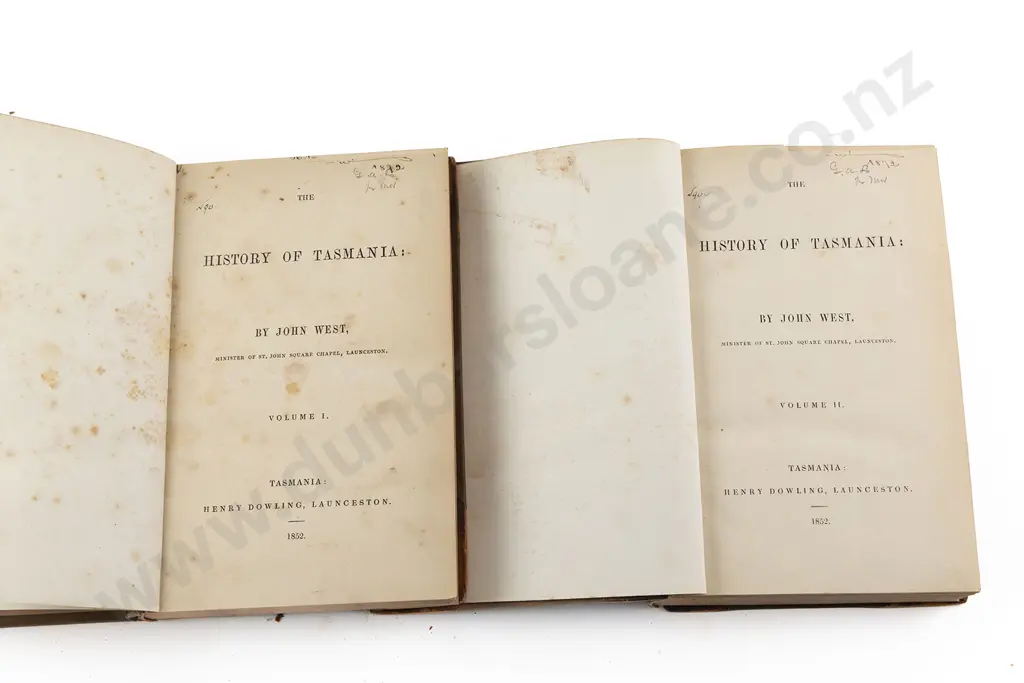 THE
HISTORY OF TASMANIA:
BY JOHN WEST,
MINISTER OF ST. JOHN SQUARE CHAPEL, LAUNCESTON.
VOLUME I.
TASMANIA:
HENRY DOWLING, LAUNCESTON.
1852.
1872
THE
HISTORY OF TASMANIA:
BY JOHN WEST,
MINISTER OF ST. JOHN SQUARE CHAPEL, LAUNCESTON.
VOLUME II.
TASMANIA:
HENRY DOWLING, LAUNCESTON.
1852.
www.dunbarsloane.co.nz